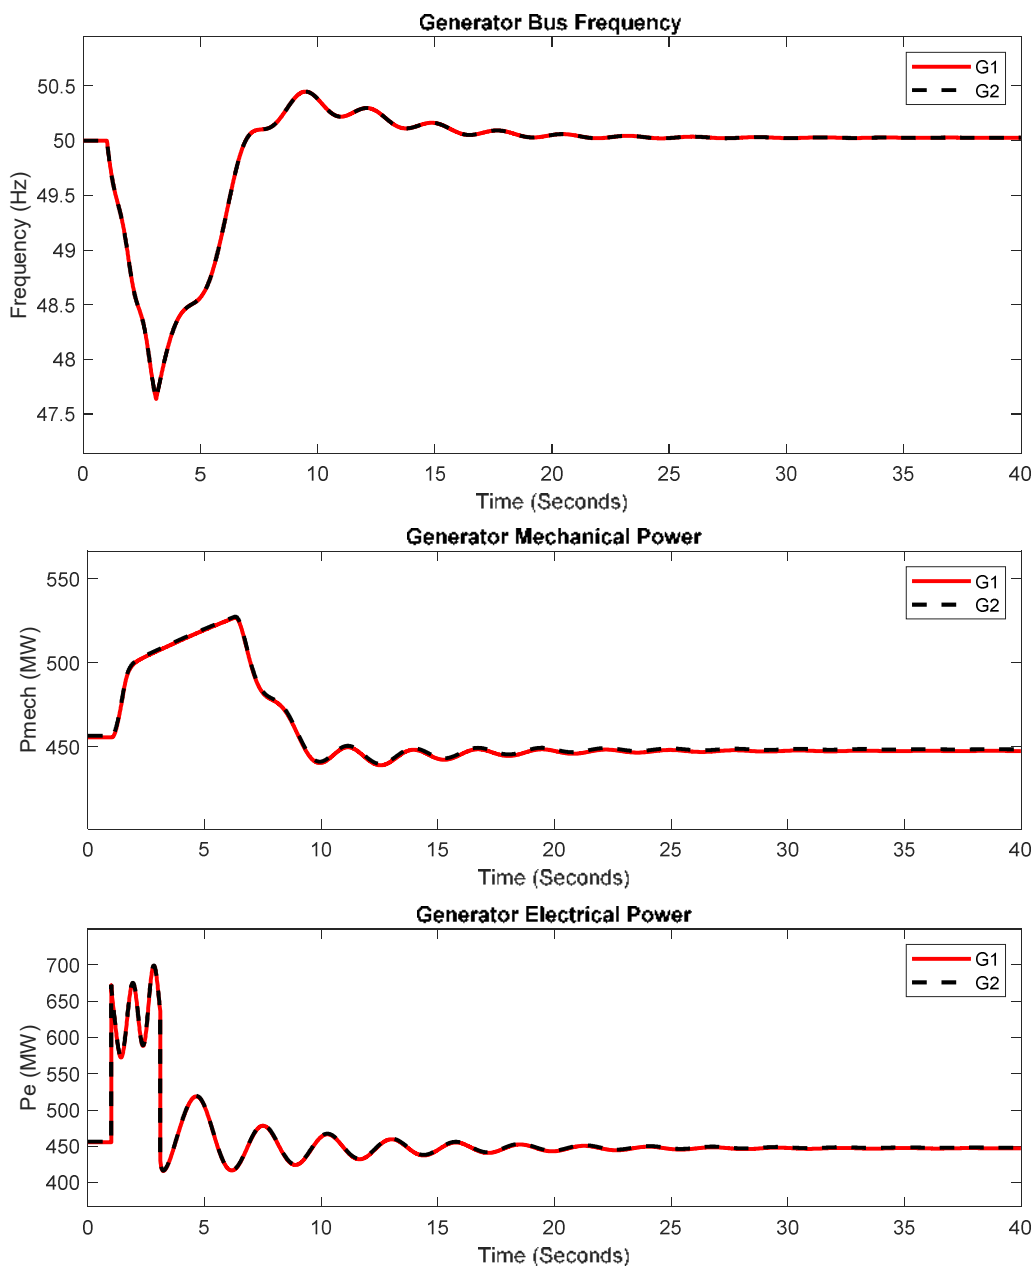 Generator Bus Frequency
G1
G2
50.5
50
49.5
49
48.5
48
47.5
Frequency (Hz)
0 5 10 15 20 25 30 35 40
Time (Seconds)
Generator Mechanical Power
G1
G2
550
500
450
Pmech (MW)
0 5 10 15 20 25 30 35 40
Time (Seconds)
Generator Electrical Power
G1
G2
700
650
600
550
500
450
400
Pe (MW)
0 5 10 15 20 25 30 35 40
Time (Seconds)